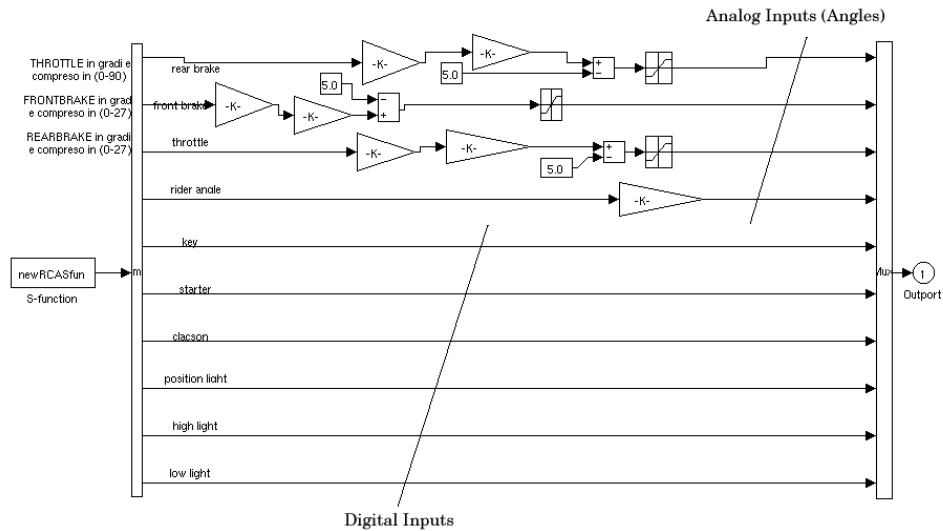 Analog Inputs (Angles)
THROTTLE in gradi e
compreso in (0-90)
rear brake
-K-
-K-
5.0
+
-
5.0
FRONTBRAKE in grad
e compreso in (0-27)
front brake
-K-
-K-
-
+
REARBRAKE in gradi
e compreso in (0-27)
throttle
-K-
-K-
5.0
+
-
rider angle
-K-
key
newRCASfun
S-function
m
Mux
1
Outport
starter
clacson
position light
high light
low light
Digital Inputs